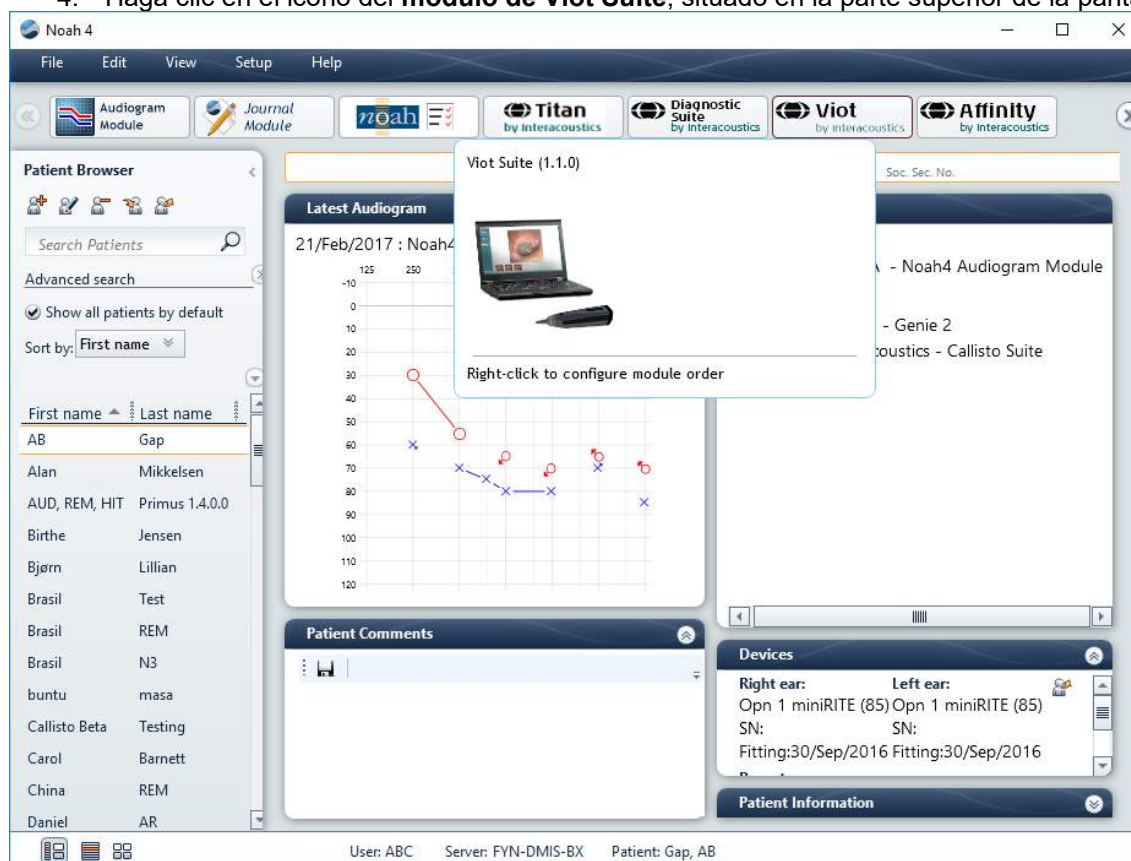 4. Haga clic en el icono del módulo de Viot Suite, situado en la parte superior de la
Noah 4
File Edit View Setup Help
Audiogram Module
Journal Module
noah
Titan by Interacoustics
Diagnostic Suite by Interacoustics
Viot by Interacoustics
Affinity by Interacoustics
Patient Browser
Search Patients
Advanced search
Show all patients by default
Sort by: First name
First name Last name
AB Gap
Alan Mikkelsen
AUD, REM, HIT Primus 1.4.0.0
Birthe Jensen
Bjørn Lillian
Brasil Test
Brasil REM
Brasil N3
buntu masa
Callisto Beta Testing
Carol Barnett
China REM
Daniel AR
Soc. Sec. No.
Viot Suite (1.1.0)
Right-click to configure module order
Latest Audiogram
21/Feb/2017 : Noah4
125 250
-10
0
10
20
30
40
50
60
70
80
90
100
110
120
- Noah4 Audiogram Module
- Genie 2
- Callisto Suite
Patient Comments
Devices
Right ear: Left ear:
Opn 1 miniRITE (85) Opn 1 miniRITE (85)
SN: SN:
Fitting:30/Sep/2016 Fitting:30/Sep/2016
Patient Information
User: ABC Server: FYN-DMIS-BX Patient: Gap, AB